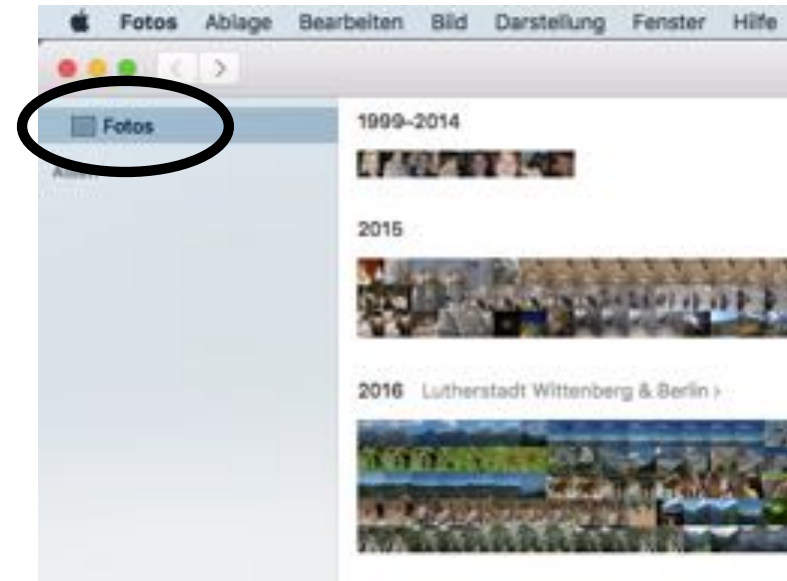 Fotos Ablage Bearbeiten Bild Darstellung Fenster Hilfe
Fotos
1999–2014
2015
2016 Lutherstadt Wittenberg & Berlin ›